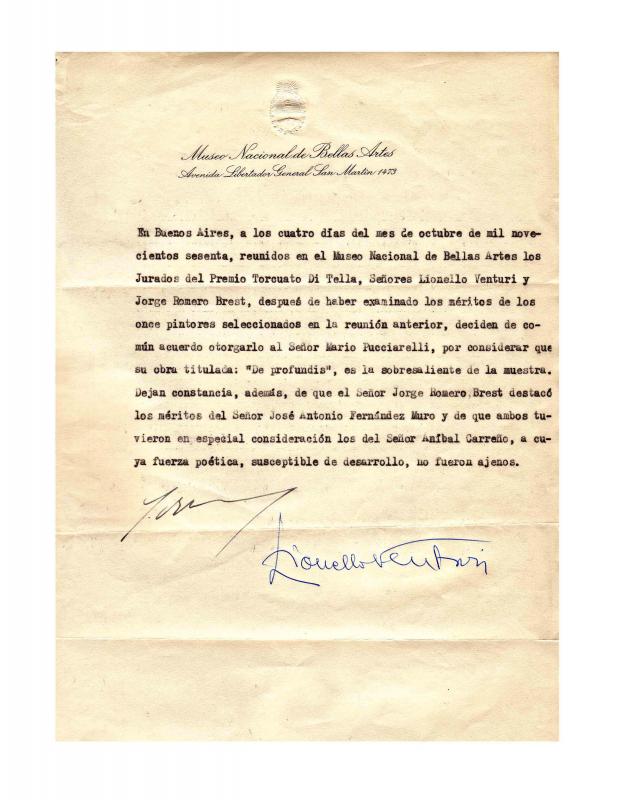 Museo Nacional de Bellas Artes
Avenida Libertador General San Martín 1473
En Buenos Aires, a los cuatro días del mes de octubre de mil nove-
cientos sesenta, reunidos en el Museo Nacional de Bellas Artes los
Jurados del Premio Torcuato Di Tella, Señores Lionello Venturi y
Jorge Romero Brest, después de haber examinado los méritos de los
once pintores seleccionados en la reunión anterior, deciden de co-
mún acuerdo otorgarlo al Señor Mario Pucciarelli, por considerar que
su obra titulada: "De profundis", es la sobresaliente de la muestra.
Dejan constancia, además, de que el Señor Jorge Romero Brest destacó
los méritos del Señor José Antonio Fernández Muro y de que ambos tu-
vieron en especial consideración los del Señor Aníbal Carreño, a cu-
ya fuerza poética, susceptible de desarrollo, no fueron ajenos.
Lionello Venturi